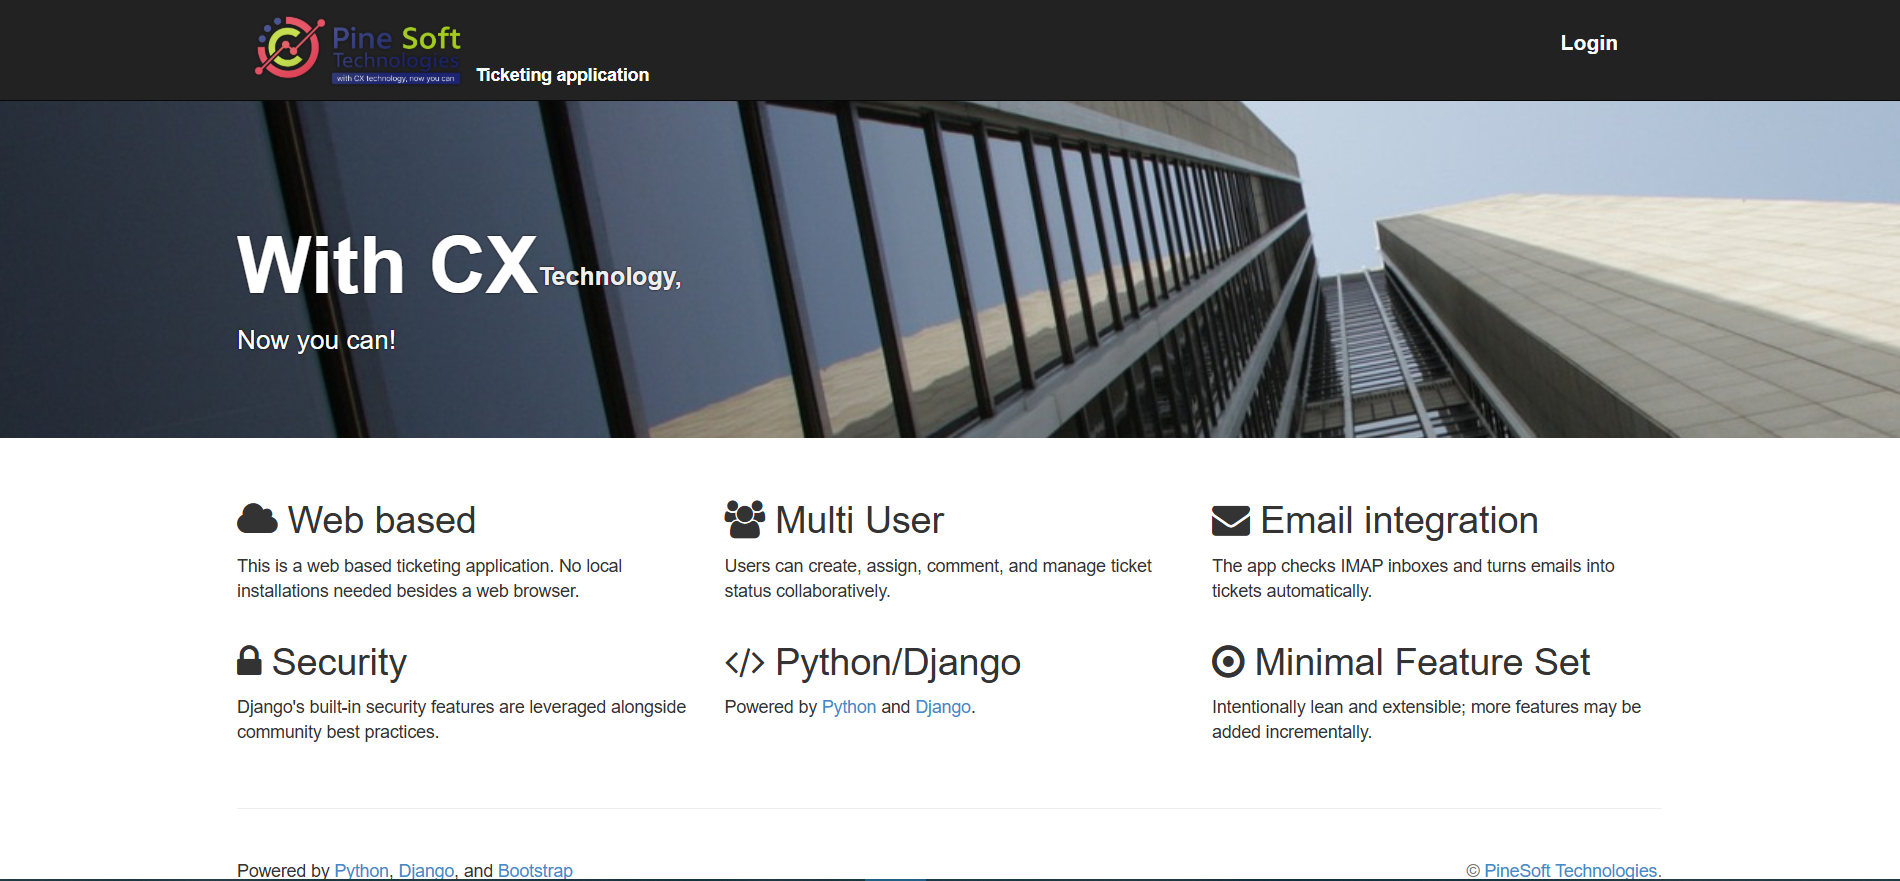 Pine Soft
Technologies
with CX technology, now you can
Ticketing application
Login
With CX Technology,
Now you can!
Web based
This is a web based ticketing application. No local
installations needed besides a web browser.
Multi User
Users can create, assign, comment, and manage ticket
status collaboratively.
Email integration
The app checks IMAP inboxes and turns emails into
tickets automatically.
Security
Django's built-in security features are leveraged alongside
community best practices.
Python/Django
Powered by Python and Django.
Minimal Feature Set
Intentionally lean and extensible; more features may be
added incrementally.
Powered by Python, Django, and Bootstrap
© PineSoft Technologies.